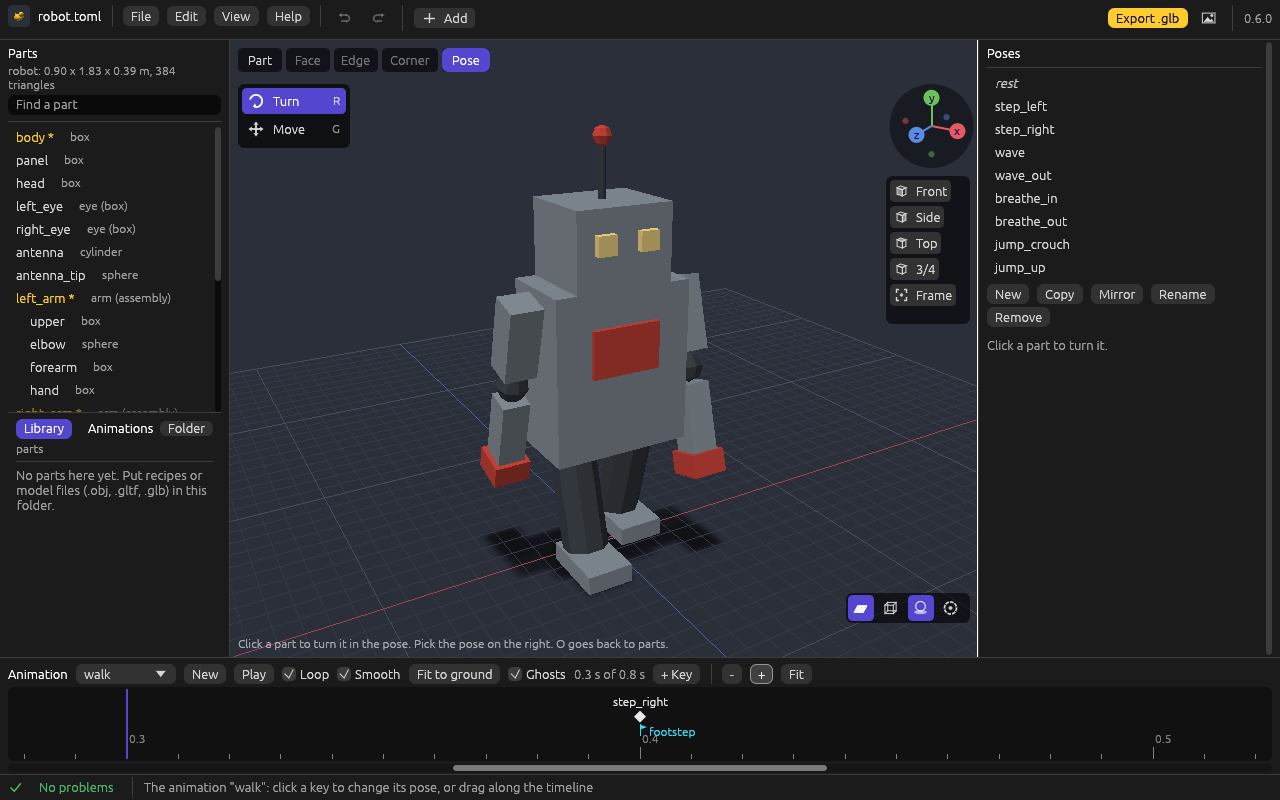 robot.toml File Edit View Help + Add Export .glb 0.6.0
Parts
robot: 0.90 x 1.83 x 0.39 m, 384
triangles
Find a part
body * box
panel box
head box
left_eye eye (box)
right_eye eye (box)
antenna cylinder
antenna_tip sphere
left_arm * arm (assembly)
upper box
elbow sphere
forearm box
hand box
right_arm * arm (assembly)
Library Animations Folder
parts
No parts here yet. Put recipes or
model files (.obj, .gltf, .glb) in this
folder.
Part Face Edge Corner Pose
Turn R
Move G
y
x
z
Front
Side
Top
3/4
Frame
Click a part to turn it in the pose. Pick the pose on the right. O goes back to parts.
Poses
rest
step_left
step_right
wave
wave_out
breathe_in
breathe_out
jump_crouch
jump_up
New Copy Mirror Rename
Remove
Click a part to turn it.
Animation walk New Play Loop Smooth Fit to ground Ghosts 0.3 s of 0.8 s + Key - + Fit
step_right
footstep
0.3 0.4 0.5
No problems The animation "walk": click a key to change its pose, or drag along the timeline